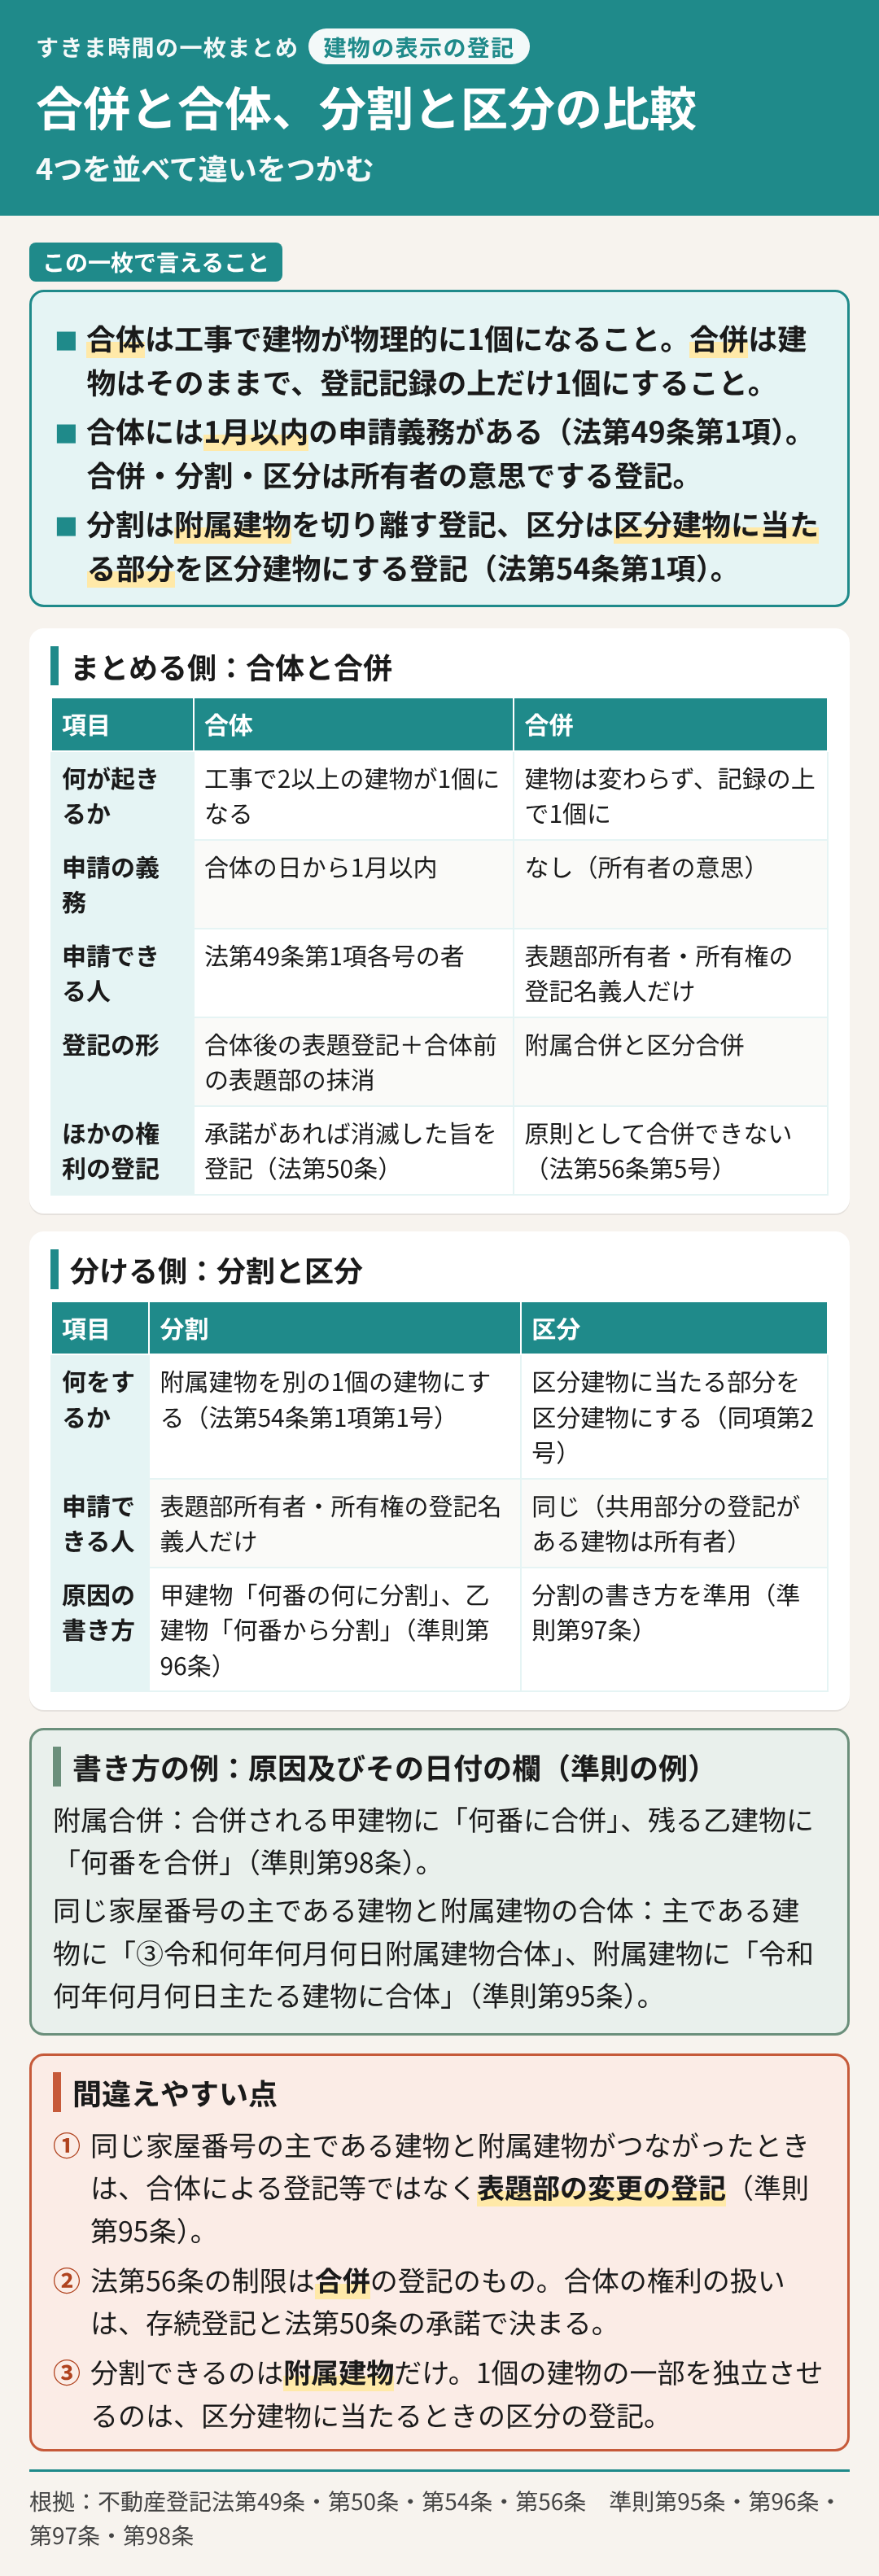 すきま時間の一枚まとめ 建物の表示の登記
合併と合体、分割と区分の比較
4つを並べて違いをつかむ
この一枚で言えること
■ 合体は工事で建物が物理的に1個になること。合併は建
物はそのままで、登記記録の上だけ1個にすること。
■ 合体には1月以内の申請義務がある（法第49条第1項）。
合併・分割・区分は所有者の意思でする登記。
■ 分割は附属建物を切り離す登記、区分は区分建物に当た
る部分を区分建物にする登記（法第54条第1項）。
まとめる側：合体と合併
項目 合体 合併
何が起き 工事で2以上の建物が1個に 建物は変わらず、記録の上
るか なる で1個に
申請の義 合体の日から1月以内 なし（所有者の意思）
務
申請でき 法第49条第1項各号の者 表題部所有者・所有権の
る人 登記名義人だけ
登記の形 合体後の表題登記＋合体前 附属合併と区分合併
の表題部の抹消
ほかの権 承諾があれば消滅した旨を 原則として合併できない
利の登記 登記（法第50条） （法第56条第5号）
分ける側：分割と区分
項目 分割 区分
何をす 附属建物を別の1個の建物にす 区分建物に当たる部分を
るか る（法第54条第1項第1号） 区分建物にする（同項第2
号）
申請で 表題部所有者・所有権の登記名 同じ（共用部分の登記が
きる人 義人だけ ある建物は所有者）
原因の 甲建物「何番の何に分割」、乙 分割の書き方を準用（準
書き方 建物「何番から分割」（準則第 則第97条）
96条）
書き方の例：原因及びその日付の欄（準則の例）
附属合併：合併される甲建物に「何番に合併」、残る乙建物に
「何番を合併」（準則第98条）。
同じ家屋番号の主である建物と附属建物の合体：主である建
物に「③令和何年何月何日附属建物合体」、附属建物に「令和
何年何月何日主たる建物に合体」（準則第95条）。
間違えやすい点
① 同じ家屋番号の主である建物と附属建物がつながったとき
は、合体による登記等ではなく表題部の変更の登記（準則
第95条）。
② 法第56条の制限は合併の登記のもの。合体の権利の扱い
は、存続登記と法第50条の承諾で決まる。
③ 分割できるのは附属建物だけ。1個の建物の一部を独立させ
るのは、区分建物に当たるときの区分の登記。
根拠：不動産登記法第49条・第50条・第54条・第56条　準則第95条・第96条・
第97条・第98条